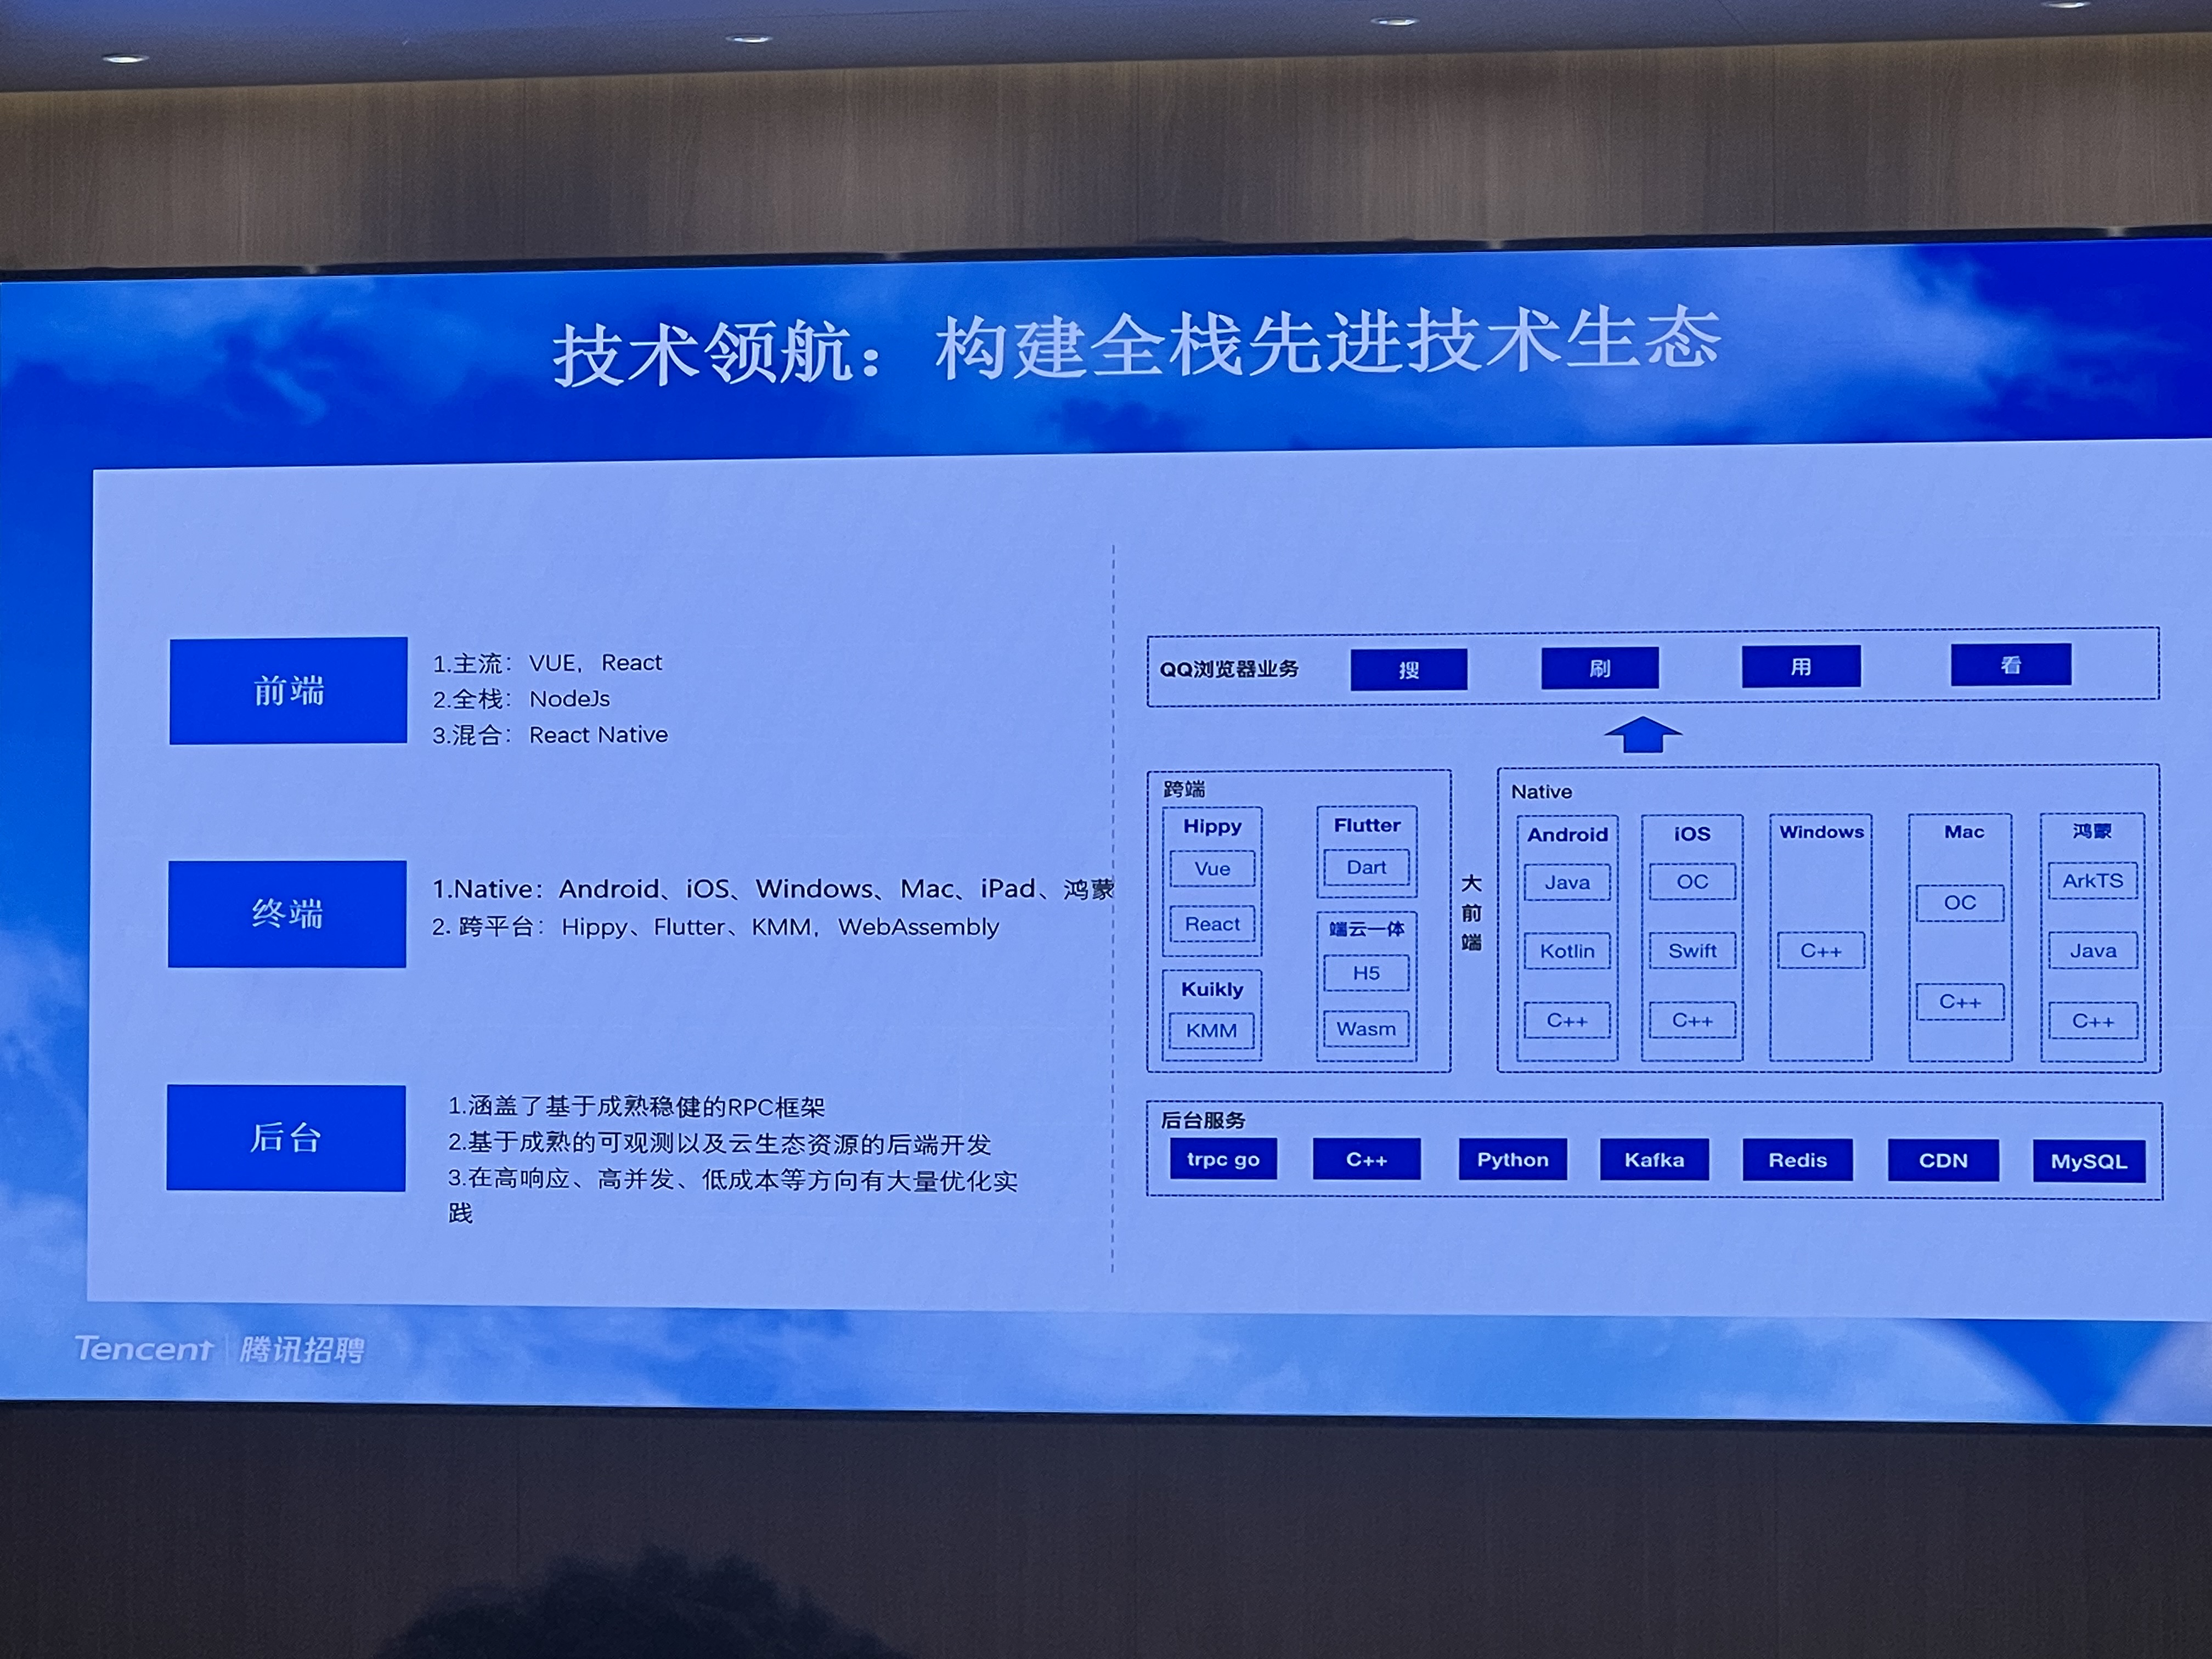 技术领航：构建全栈先进技术生态
前端
1.主流：VUE，React
2.全栈：NodeJs
3.混合：React Native
终端
1.Native：Android、iOS、Windows、Mac、iPad、鸿蒙
2. 跨平台：Hippy、Flutter、KMM，WebAssembly
后台
1.涵盖了基于成熟稳健的RPC框架
2.基于成熟的可观测以及云生态资源的后端开发
3.在高响应、高并发、低成本等方向有大量优化实
践
QQ浏览器业务 搜 刷 用 看
跨端
Hippy
Vue
React
Kuikly
KMM
Flutter
Dart
端云一体
H5
Wasm
大
前
端
Native
Android
Java
Kotlin
C++
iOS
OC
Swift
C++
Windows
C++
Mac
OC
C++
鸿蒙
ArkTS
Java
C++
后台服务
trpc go C++ Python Kafka Redis CDN MySQL
Tencent | 腾讯招聘